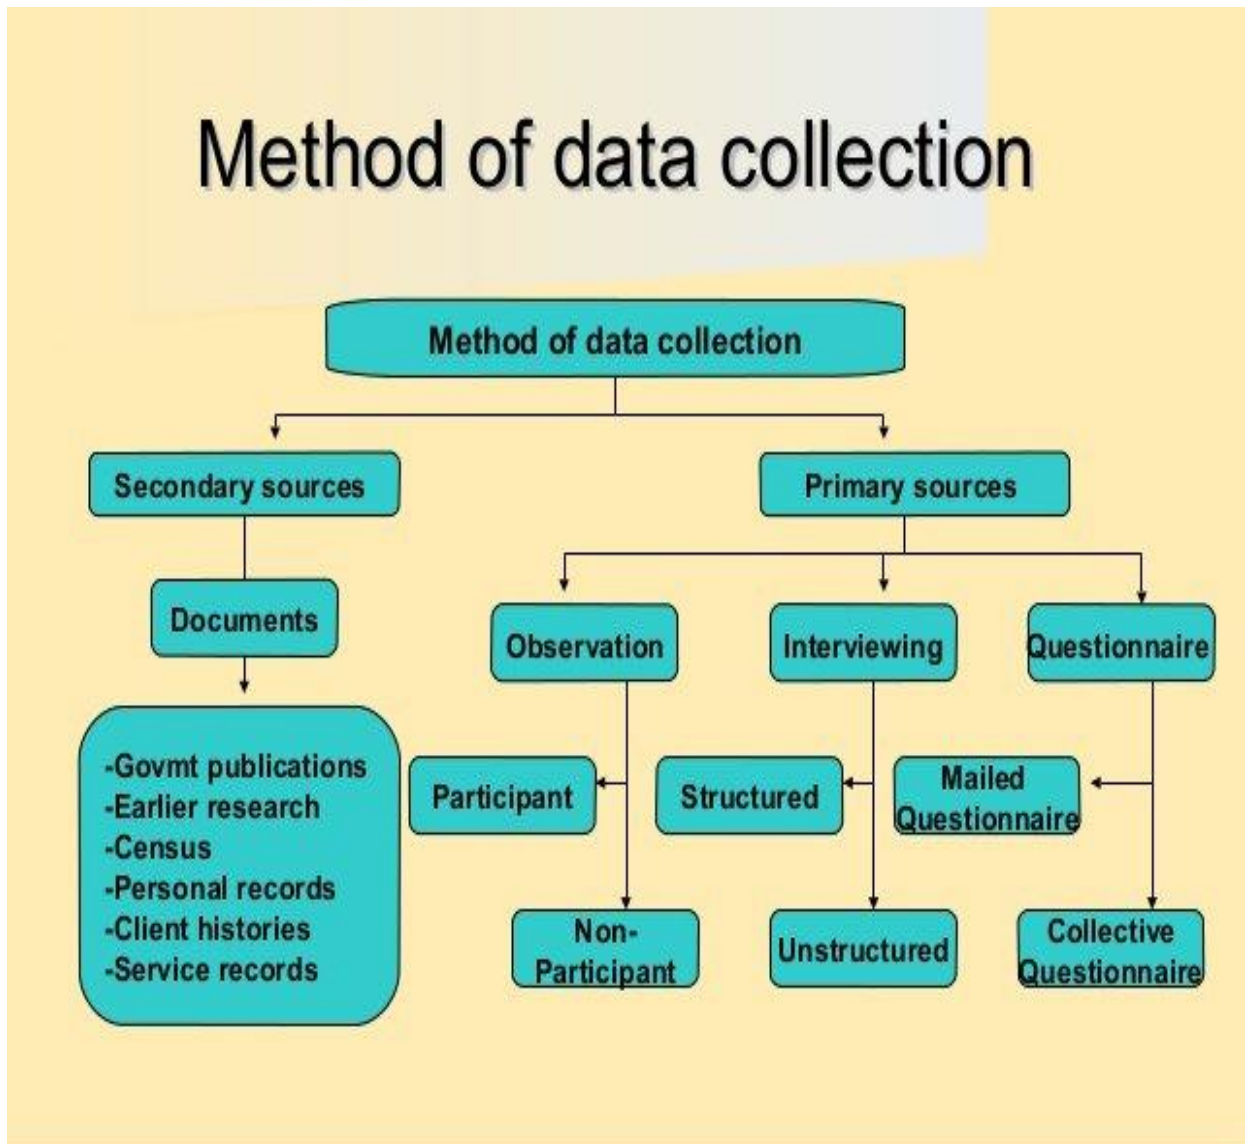 Method of data collection
Method of data collection
Secondary sources
Primary sources
Documents
Observation
Interviewing
Questionnaire
-Govmt publications
-Earlier research
-Census
-Personal records
-Client histories
-Service records
Participant
Structured
Mailed
Questionnaire
Non-
Participant
Unstructured
Collective
Questionnaire